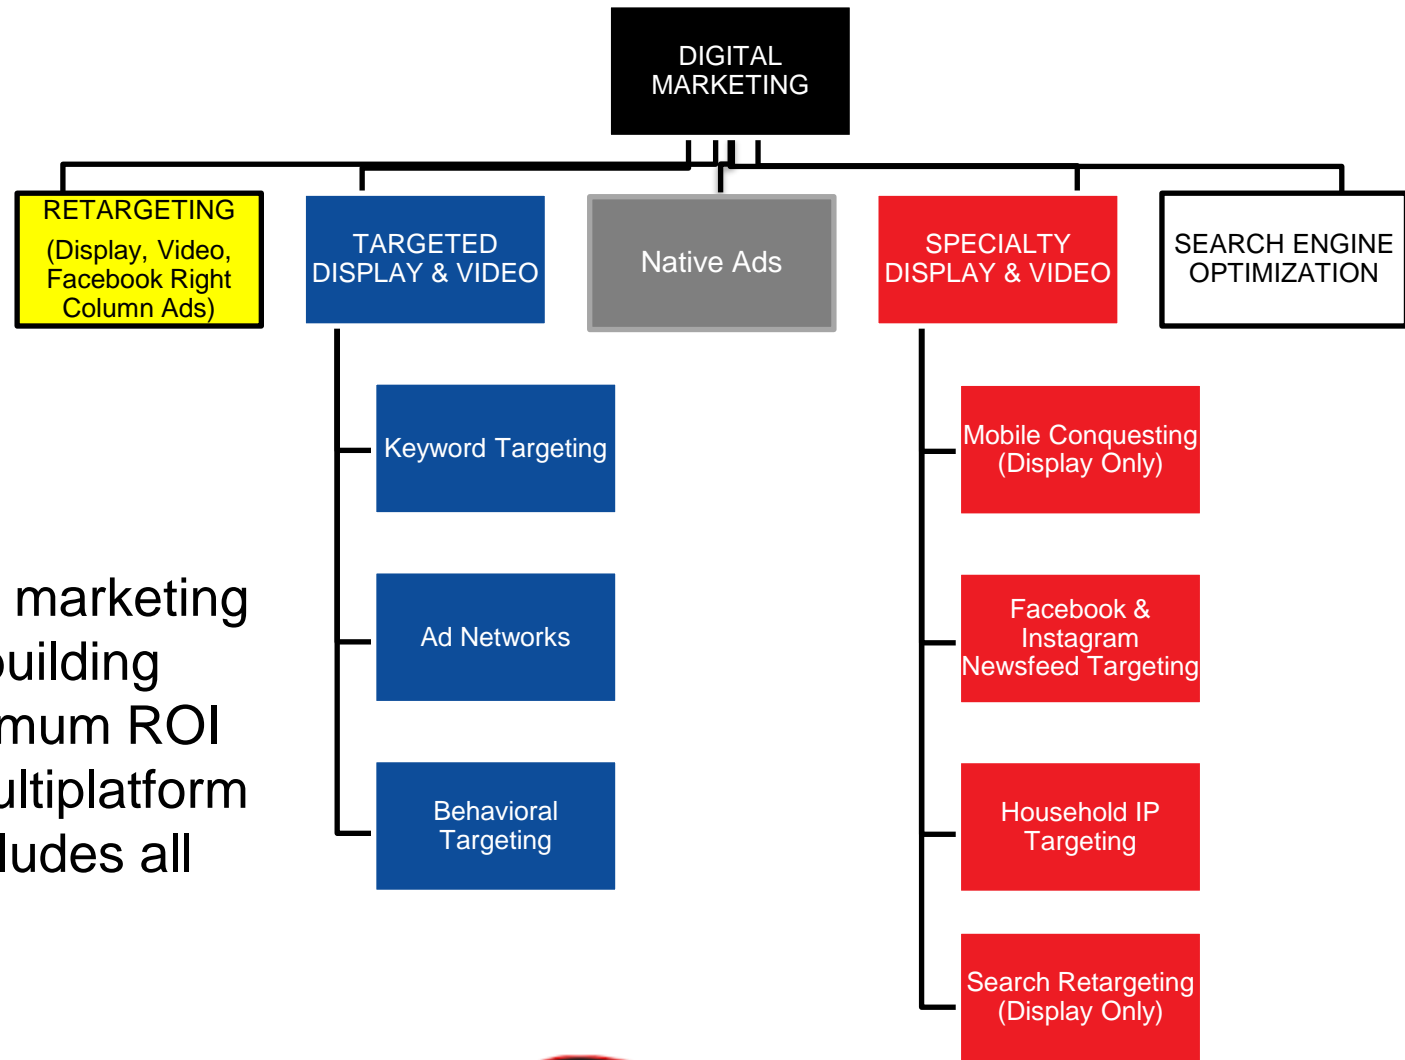 DIGITAL
MARKETING
RETARGETING
(Display, Video,
Facebook Right
Column Ads)
TARGETED
DISPLAY & VIDEO
Native Ads
SPECIALTY
DISPLAY & VIDEO
SEARCH ENGINE
OPTIMIZATION
Keyword Targeting
Ad Networks
Behavioral
Targeting
Mobile Conquesting
(Display Only)
Facebook &
Instagram
Newsfeed Targeting
Household IP
Targeting
Search Retargeting
(Display Only)
marketing
building
mum ROI
ultiplatform
ludes all